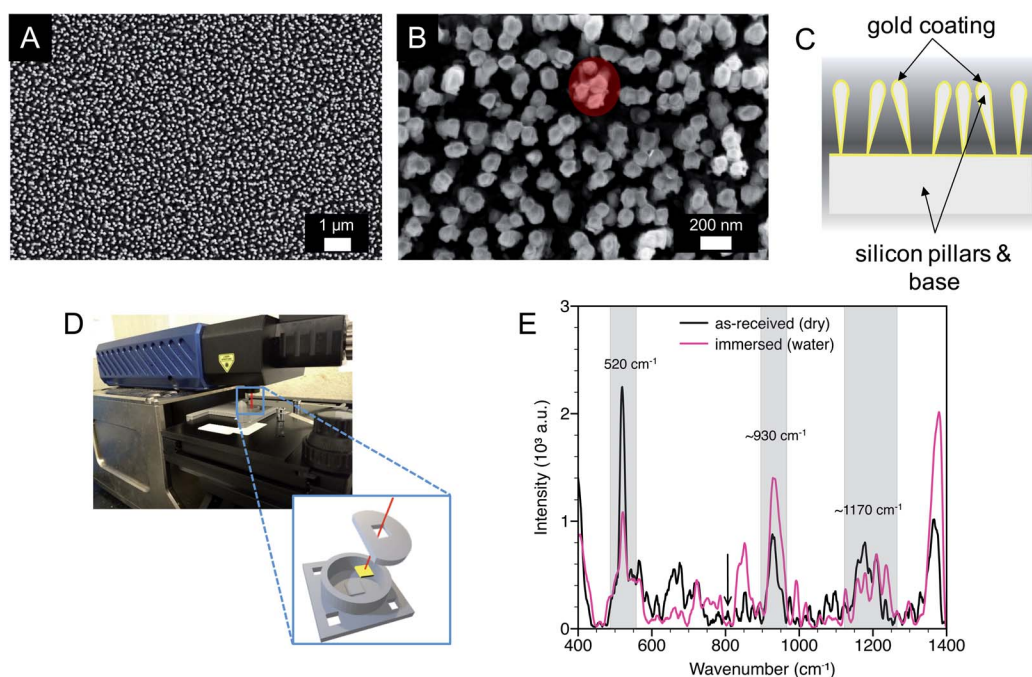 A
1 µm
B
200 nm
C
gold coating
silicon pillars &
base
D
E
3
2
1
0
Intensity (10³ a.u.)
as-received (dry)
immersed (water)
520 cm⁻¹
~930 cm⁻¹
~1170 cm⁻¹
400 600 800 1000 1200 1400
Wavenumber (cm⁻¹)